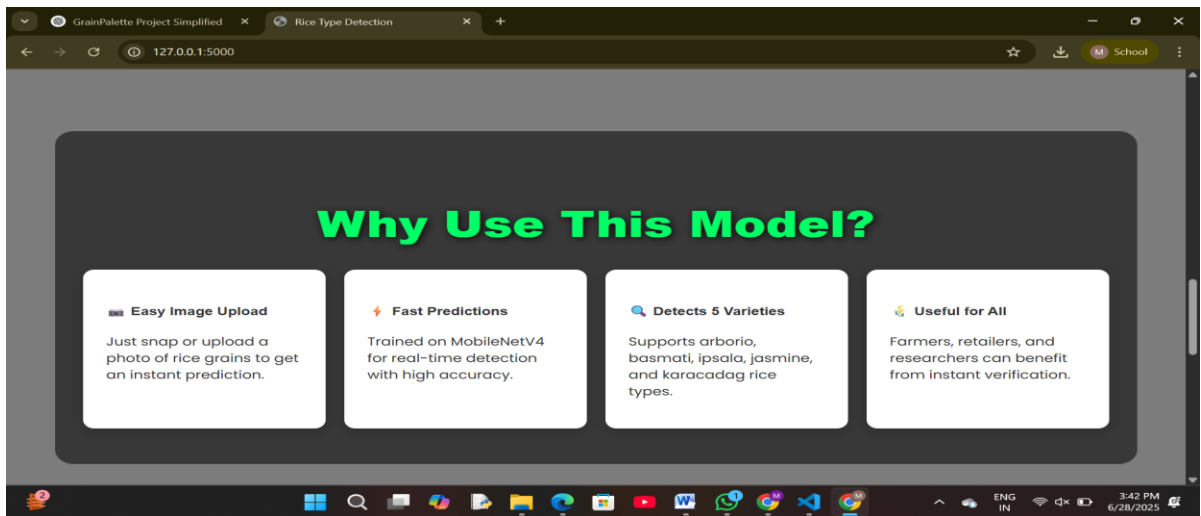 GrainPalette Project Simplified
Rice Type Detection
127.0.0.1:5000
M School
Why Use This Model?
Easy Image Upload
Just snap or upload a
photo of rice grains to get
an instant prediction.
Fast Predictions
Trained on MobileNetV4
for real-time detection
with high accuracy.
Detects 5 Varieties
Supports arborio,
basmati, ipsala, jasmine,
and karacadag rice
types.
Useful for All
Farmers, retailers, and
researchers can benefit
from instant verification.
2
1
M
M
ENG
IN
3:42 PM
6/28/2025